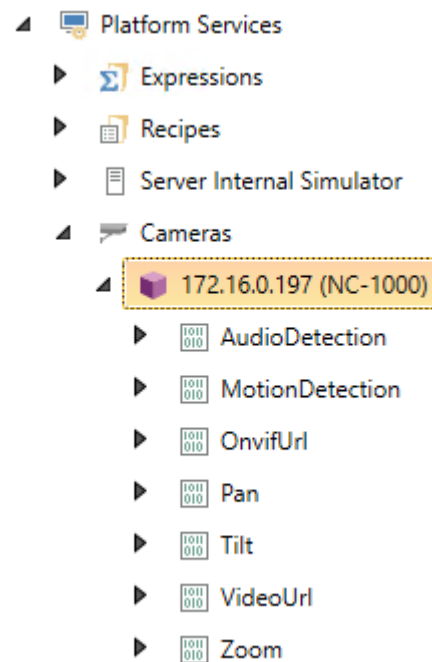 Platform Services
Expressions
Recipes
Server Internal Simulator
Cameras
172.16.0.197 (NC-1000)
AudioDetection
MotionDetection
OnvifUrl
Pan
Tilt
VideoUrl
Zoom